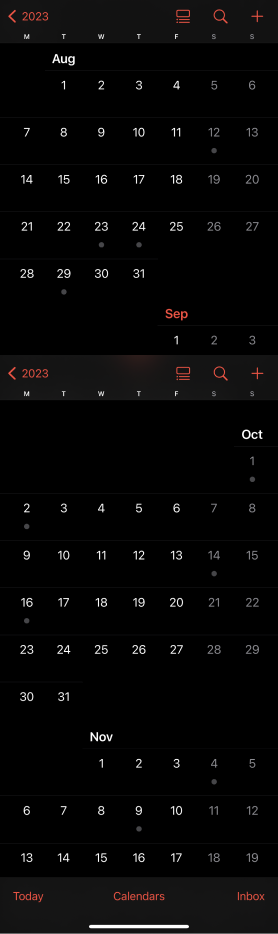 2023
M T W T F S S
Aug
1 2 3 4 5 6
7 8 9 10 11 12 13
14 15 16 17 18 19 20
21 22 23 24 25 26 27
28 29 30 31
Sep
1 2 3
2023
M T W T F S S
Oct
1
2 3 4 5 6 7 8
9 10 11 12 13 14 15
16 17 18 19 20 21 22
23 24 25 26 27 28 29
30 31
Nov
1 2 3 4 5
6 7 8 9 10 11 12
13 14 15 16 17 18 19
Today Calendars Inbox